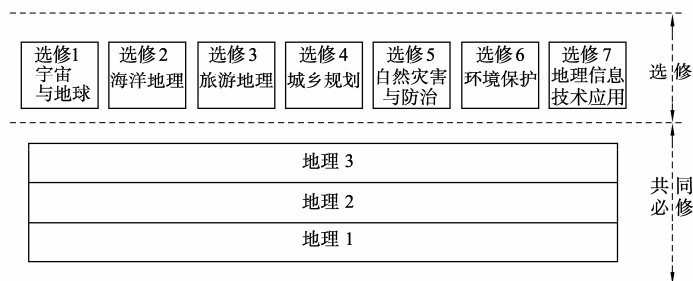 选修1
宇宙
与地球
选修2
海洋地理
选修3
旅游地理
选修4
城乡规划
选修5
自然灾害
与防治
选修6
环境保护
选修7
地理信息
技术应用
选修
地理3
地理2
地理1
共同
必修